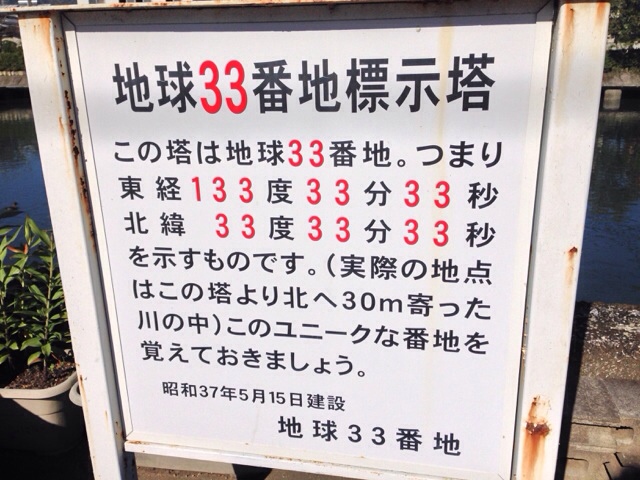 地球33番地標示塔
この塔は地球33番地。つまり
東経133度33分33秒
北緯 33度33分33秒
を示すものです。(実際の地点
はこの塔より北へ30m寄った
川の中)このユニークな番地を
覚えておきましょう。
昭和37年5月15日建設
地球33番地